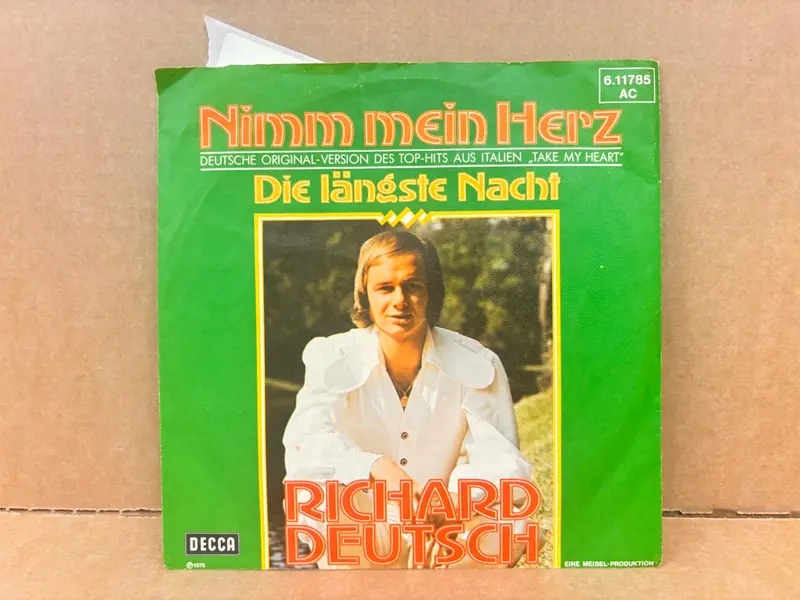 6.11785
AC
Nimm mein Herz
DEUTSCHE ORIGINAL-VERSION DES TOP-HITS AUS ITALIEN „TAKE MY HEART“
Die längste Nacht
RICHARD
DEUTSCH
DECCA
℗1975
EINE MEISEL-PRODUKTION